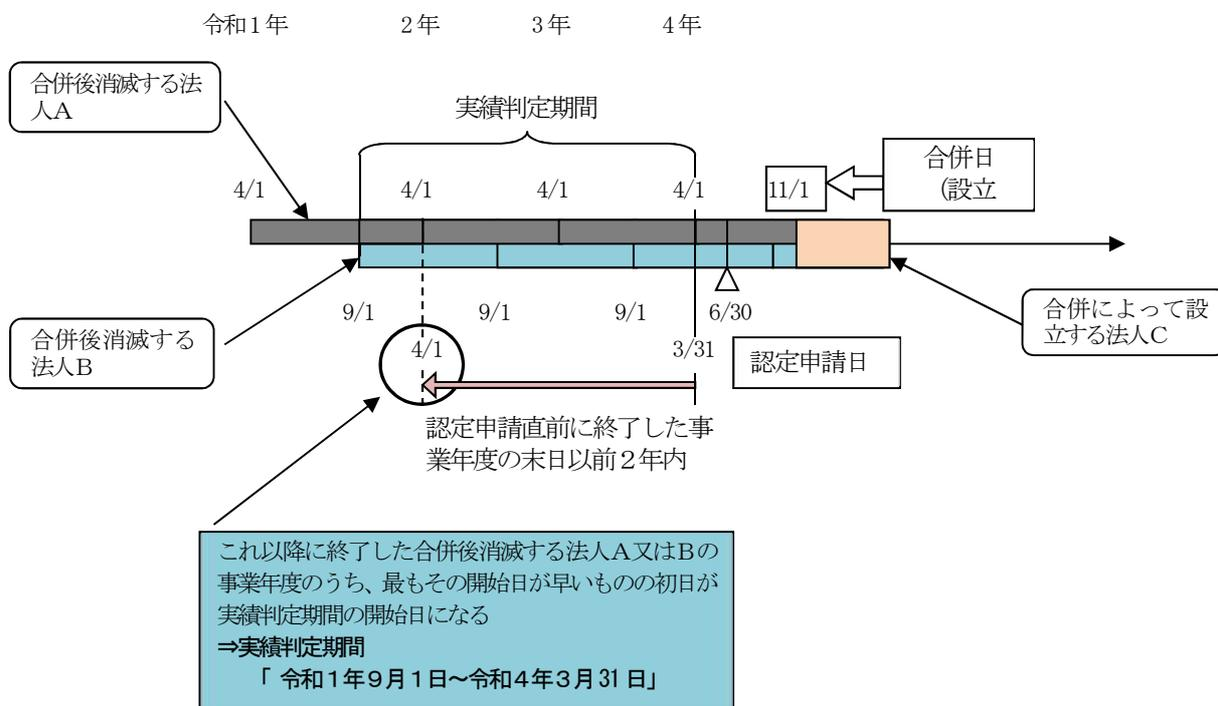 令和１年
２年
３年
４年
合併後消滅する法
人Ａ
実績判定期間
合併日
（設立
4/1
4/1
4/1
4/1
11/1
9/1
9/1
9/1
6/30
合併後消滅する
法人Ｂ
合併によって設
立する法人Ｃ
4/1
3/31
認定申請日
認定申請直前に終了した事
業年度の末日以前２年内
これ以降に終了した合併後消滅する法人Ａ又はＢの
事業年度のうち、最もその開始日が早いものの初日が
実績判定期間の開始日になる
⇒実績判定期間
「 令和１年９月１日～令和４年３月 31 日」